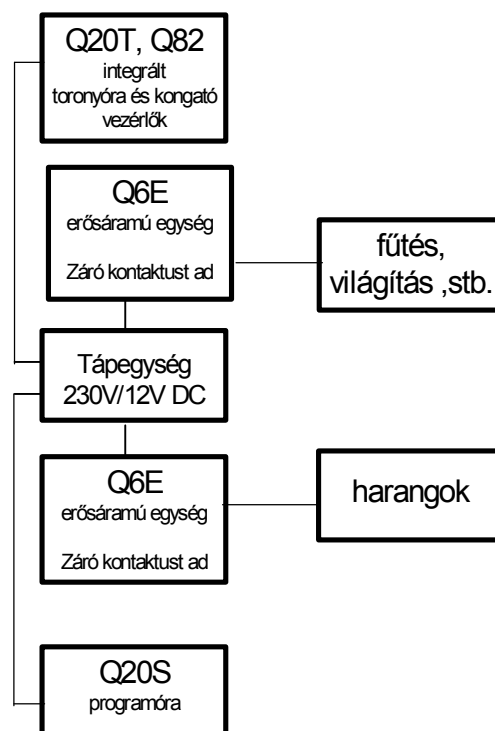 Q20T, Q82
integrált
toronyóra és kongató
vezérlők
Q6E
erősáramú egység
Záró kontaktust ad
fűtés,
világítás ,stb.
Tápegység
230V/12V DC
Q6E
erősáramú egység
Záró kontaktust ad
harangok
Q20S
programóra